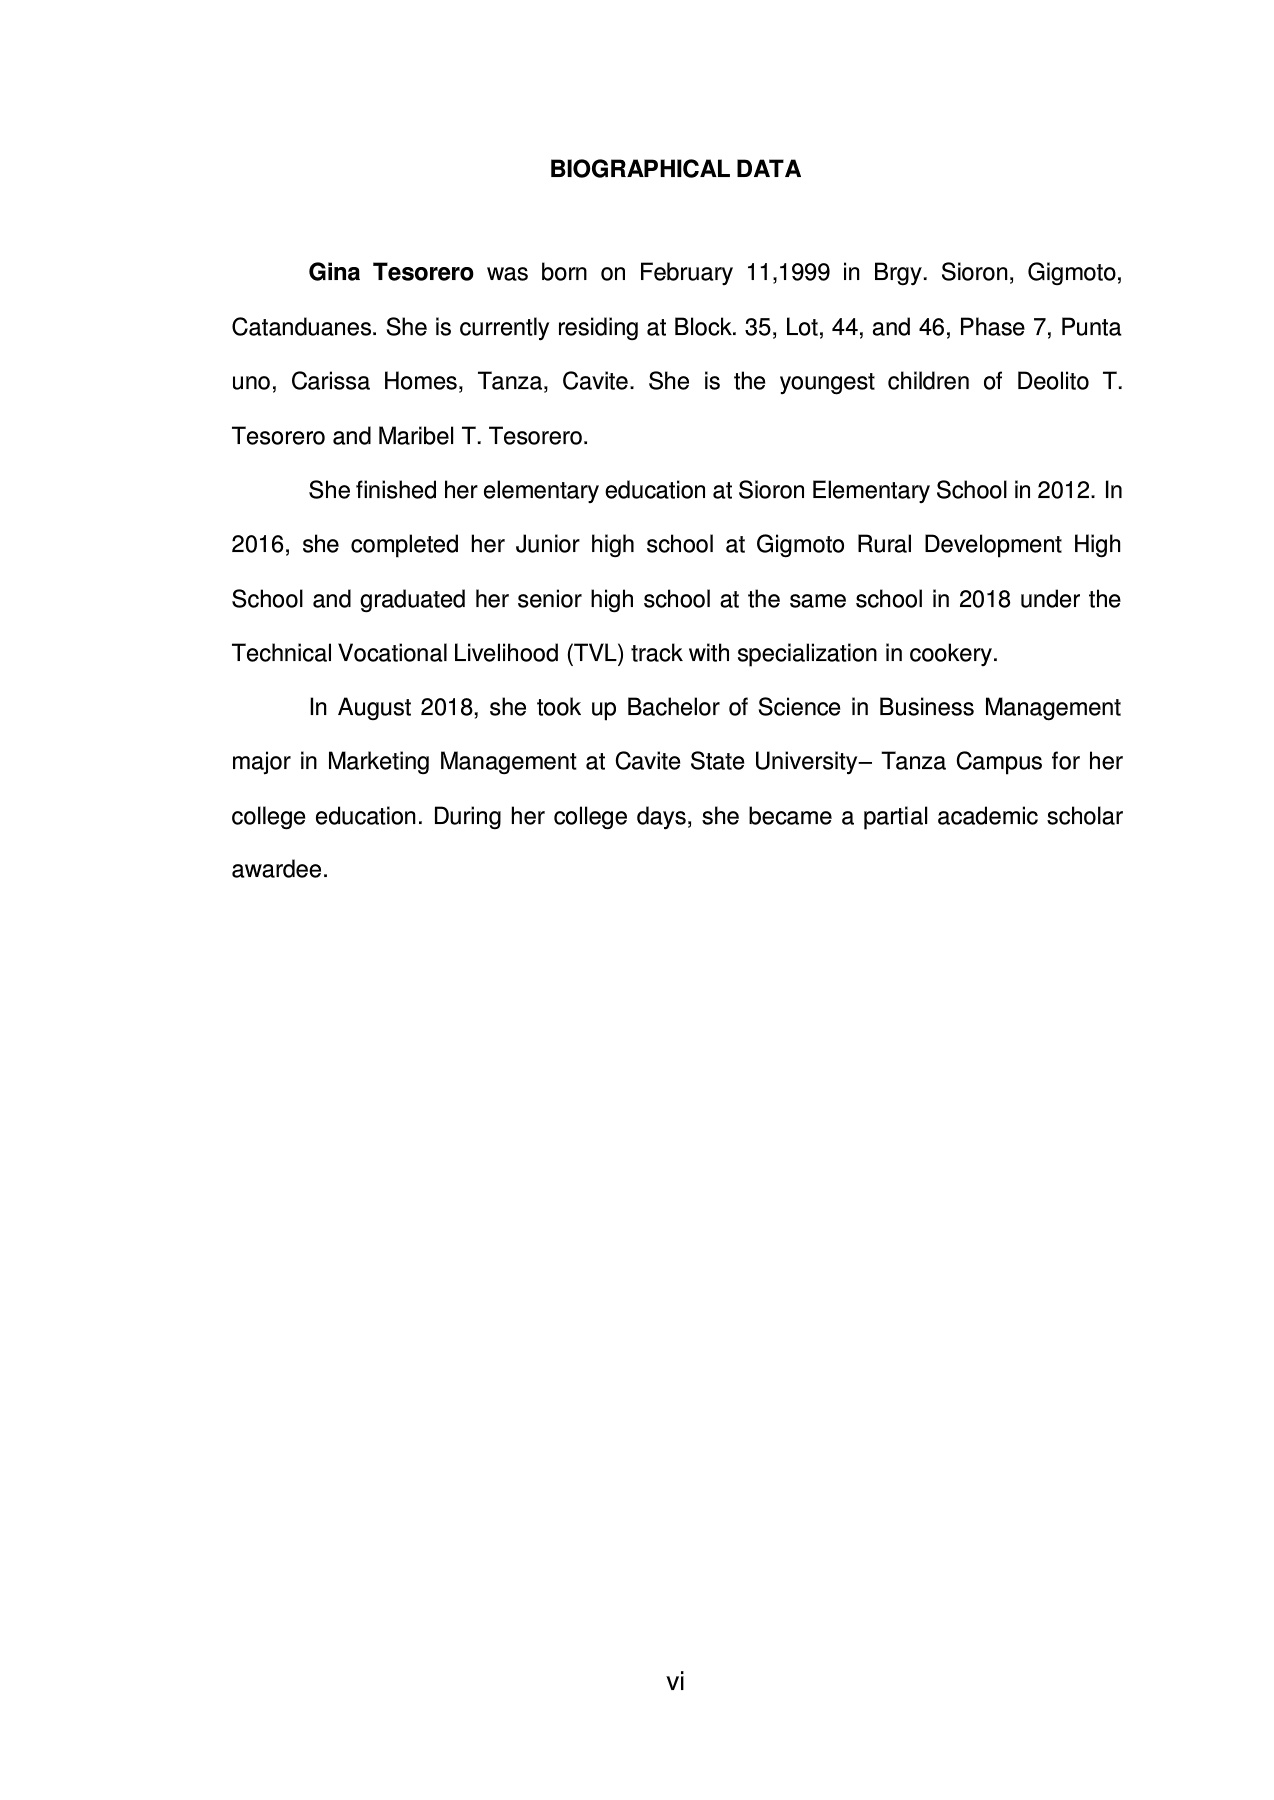 BIOGRAPHICAL DATA
Gina Tesorero was born on February 11,1999 in Brgy. Sioron, Gigmoto,
Catanduanes. She is currently residing at Block. 35, Lot, 44, and 46, Phase 7, Punta
uno, Carissa Homes, Tanza, Cavite. She is the youngest children of Deolito T.
Tesorero and Maribel T. Tesorero.
She finished her elementary education at Sioron Elementary School in 2012. In
2016, she completed her Junior high school at Gigmoto Rural Development High
School and graduated her senior high school at the same school in 2018 under the
Technical Vocational Livelihood (TVL) track with specialization in cookery.
In August 2018, she took up Bachelor of Science in Business Management
major in Marketing Management at Cavite State University– Tanza Campus for her
college education. During her college days, she became a partial academic scholar
awardee.
vi